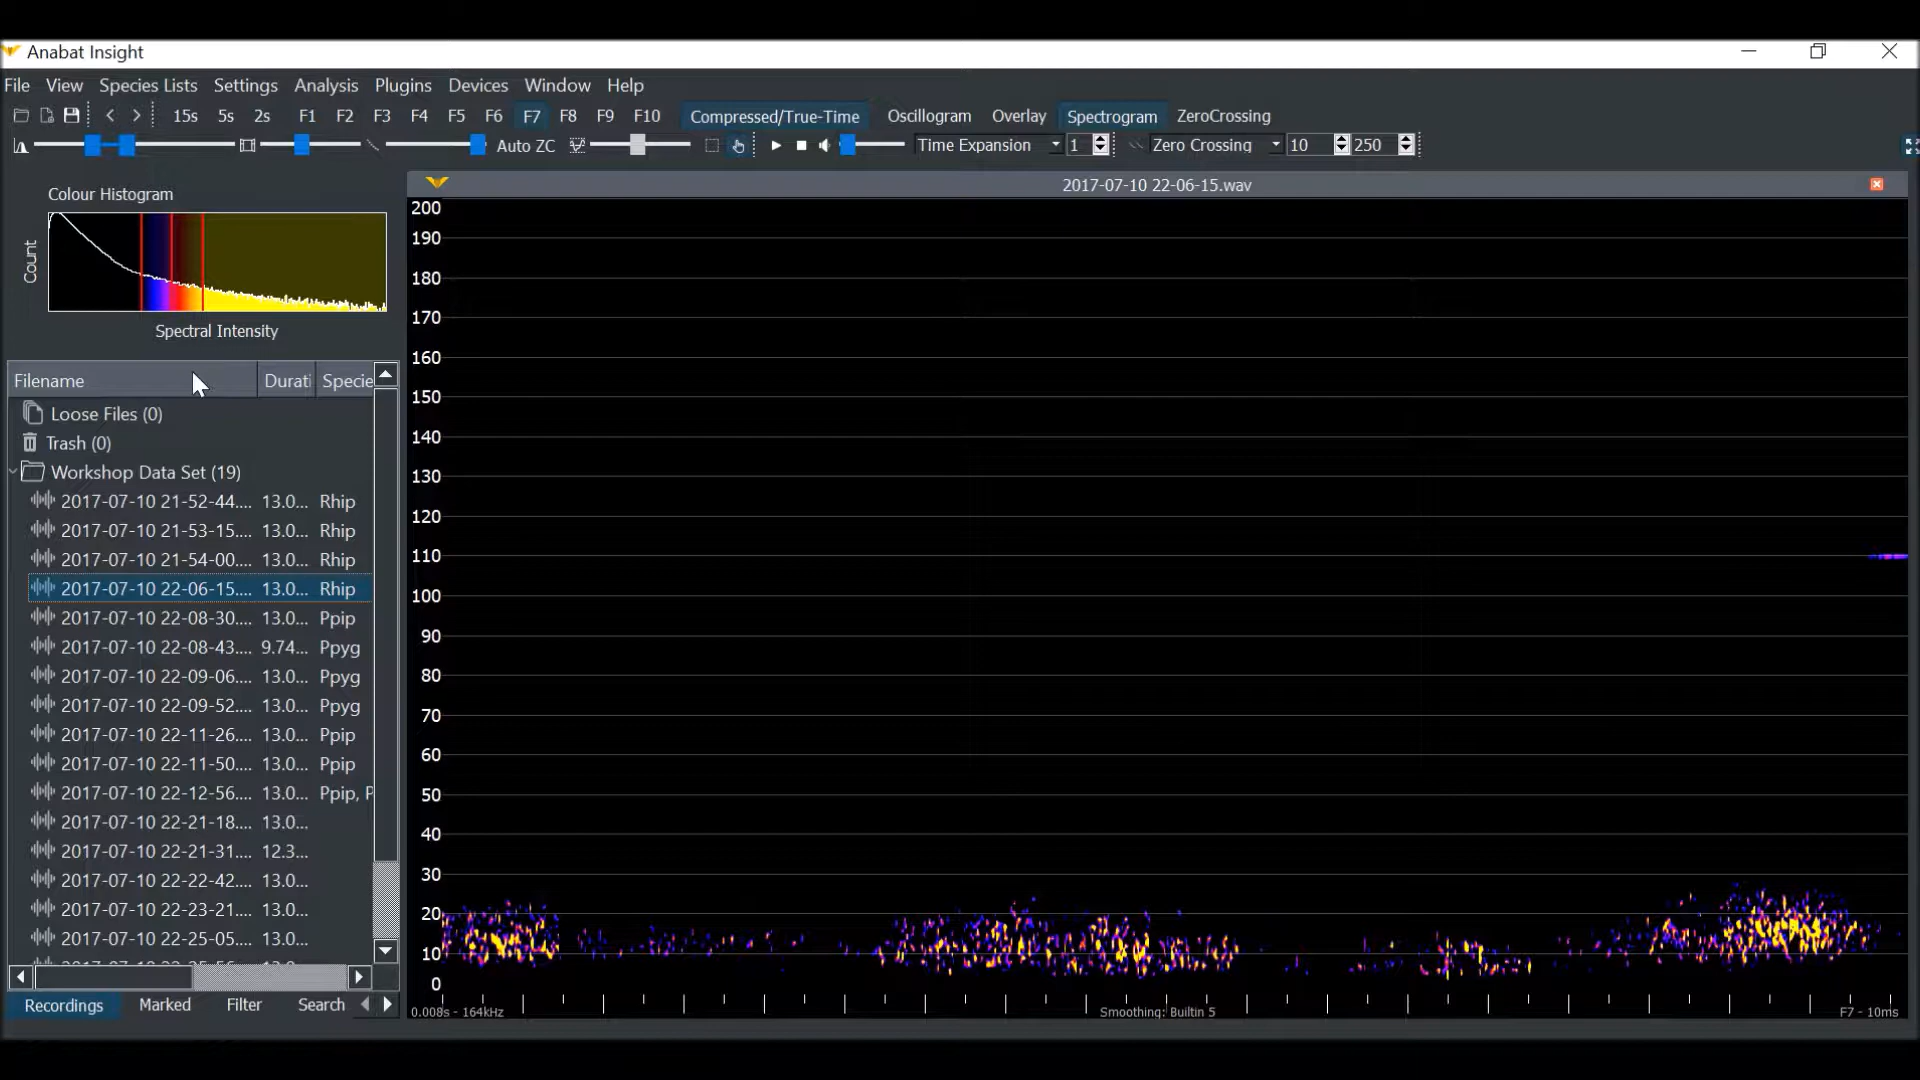 Anabat Insight
File View Species Lists Settings Analysis Plugins Devices Window Help
15s 5s 2s F1 F2 F3 F4 F5 F6 F7 F8 F9 F10 Compressed/True-Time Oscillogram Overlay Spectrogram ZeroCrossing
Auto ZC Time Expansion 1 Zero Crossing 10 250
Colour Histogram
Count
Spectral Intensity
Filename Durati Specie
Loose Files (0)
Trash (0)
Workshop Data Set (19)
2017-07-10 21-52-44.... 13.0... Rhip
2017-07-10 21-53-15.... 13.0... Rhip
2017-07-10 21-54-00.... 13.0... Rhip
2017-07-10 22-06-15.... 13.0... Rhip
2017-07-10 22-08-30.... 13.0... Ppip
2017-07-10 22-08-43.... 9.74... Ppyg
2017-07-10 22-09-06.... 13.0... Ppyg
2017-07-10 22-09-52.... 13.0... Ppyg
2017-07-10 22-11-26.... 13.0... Ppip
2017-07-10 22-11-50.... 13.0... Ppip
2017-07-10 22-12-56.... 13.0... Ppip, P
2017-07-10 22-21-18.... 13.0...
2017-07-10 22-21-31.... 12.3...
2017-07-10 22-22-42.... 13.0...
2017-07-10 22-23-21.... 13.0...
2017-07-10 22-25-05.... 13.0...
Recordings Marked Filter Search
2017-07-10 22-06-15.wav
200
190
180
170
160
150
140
130
120
110
100
90
80
70
60
50
40
30
20
10
0
0.008s - 164kHz Smoothing: Builtin 5 F7 - 10ms